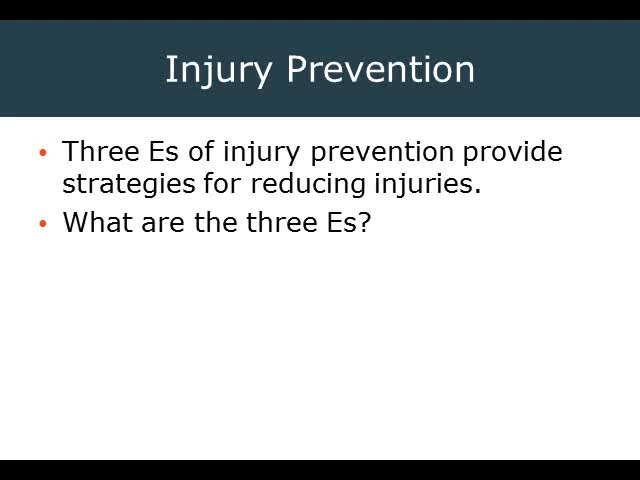 Injury Prevention
• Three Es of injury prevention provide
strategies for reducing injuries.
• What are the three Es?